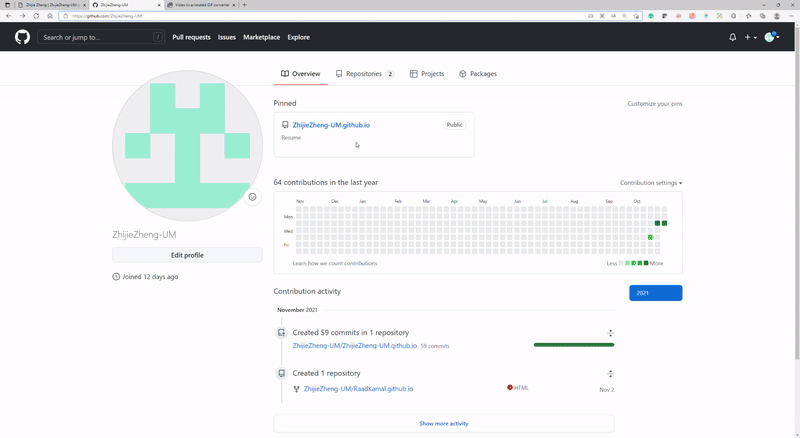 Zhijie Zheng | ZhijieZheng-UM
ZhijieZheng-UM
Video to animated GIF converter
https://github.com/ZhijieZheng-UM
Search or jump to...
/
Pull requests
Issues
Marketplace
Explore
Overview
Repositories 2
Projects
Packages
Pinned
Customize your pins
ZhijieZheng-UM.github.io
Public
Resume
64 contributions in the last year
Contribution settings
Nov Dec Jan Feb Mar Apr May Jun Jul Aug Sep Oct
Mon
Wed
Fri
Learn how we count contributions
Less More
ZhijieZheng-UM
Edit profile
Joined 12 days ago
Contribution activity
2021
November 2021
Created 59 commits in 1 repository
ZhijieZheng-UM/ZhijieZheng-UM.github.io 59 commits
Created 1 repository
ZhijieZheng-UM/RaadKamal.github.io
HTML
Nov 2
Show more activity